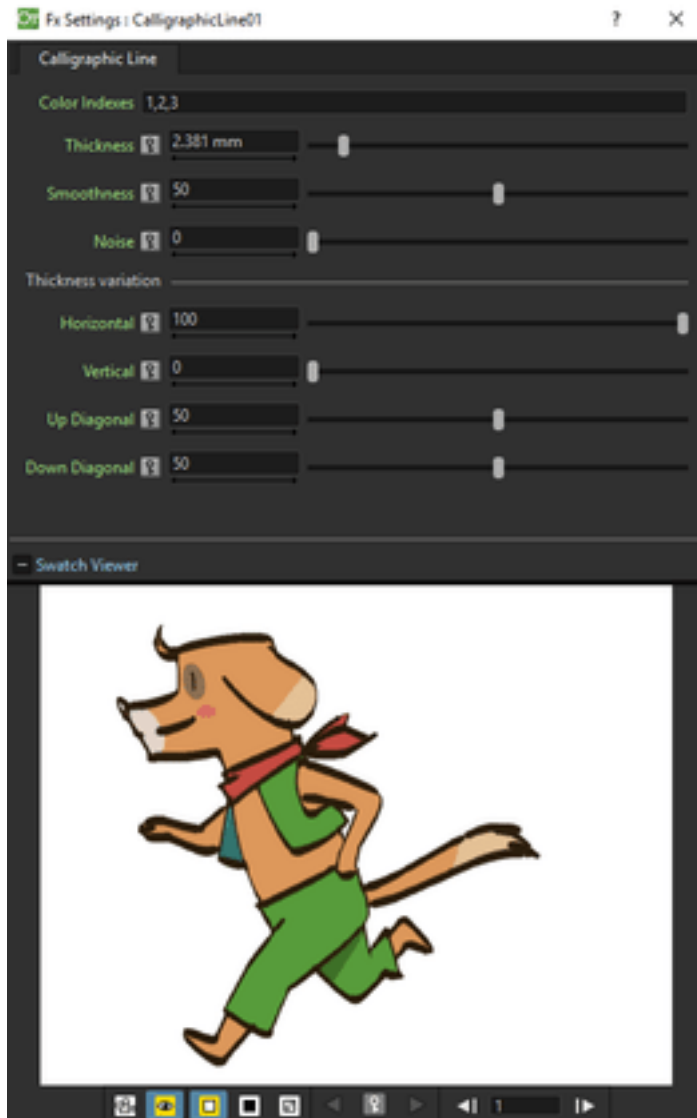 OT Fx Settings : CalligraphicLine01 ? ×
Calligraphic Line
Color Indexes 1,2,3
Thickness 2.381 mm
Smoothness 50
Noise 0
Thickness variation
Horizontal 100
Vertical 0
Up Diagonal 50
Down Diagonal 50
Swatch Viewer
1